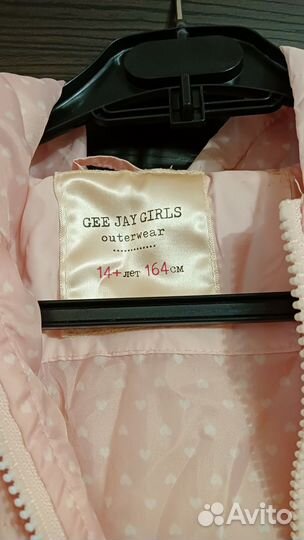 GEE JAY GIRLS
outerwear
14+ лет 164 см
Avito